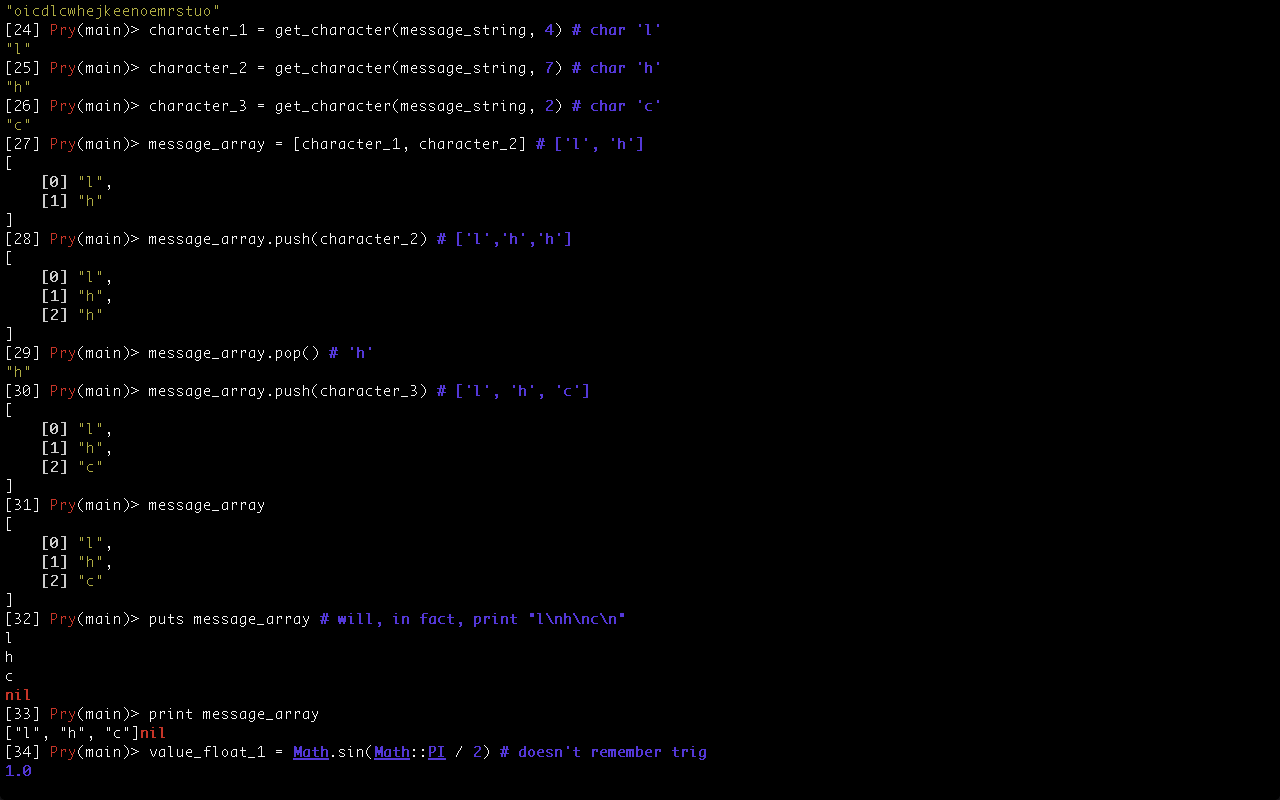 "oicdlcwhejkeenoemrstuo"
[24] Pry(main)> character_1 = get_character(message_string, 4) # char 'l'
"l"
[25] Pry(main)> character_2 = get_character(message_string, 7) # char 'h'
"h"
[26] Pry(main)> character_3 = get_character(message_string, 2) # char 'c'
"c"
[27] Pry(main)> message_array = [character_1, character_2] # ['l', 'h']
[
    [0] "l",
    [1] "h"
]
[28] Pry(main)> message_array.push(character_2) # ['l','h','h']
[
    [0] "l",
    [1] "h",
    [2] "h"
]
[29] Pry(main)> message_array.pop() # 'h'
"h"
[30] Pry(main)> message_array.push(character_3) # ['l', 'h', 'c']
[
    [0] "l",
    [1] "h",
    [2] "c"
]
[31] Pry(main)> message_array
[
    [0] "l",
    [1] "h",
    [2] "c"
]
[32] Pry(main)> puts message_array # will, in fact, print "l\nh\nc\n"
l
h
c
nil
[33] Pry(main)> print message_array
["l", "h", "c"]nil
[34] Pry(main)> value_float_1 = Math.sin(Math::PI / 2) # doesn't remember trig
1.0